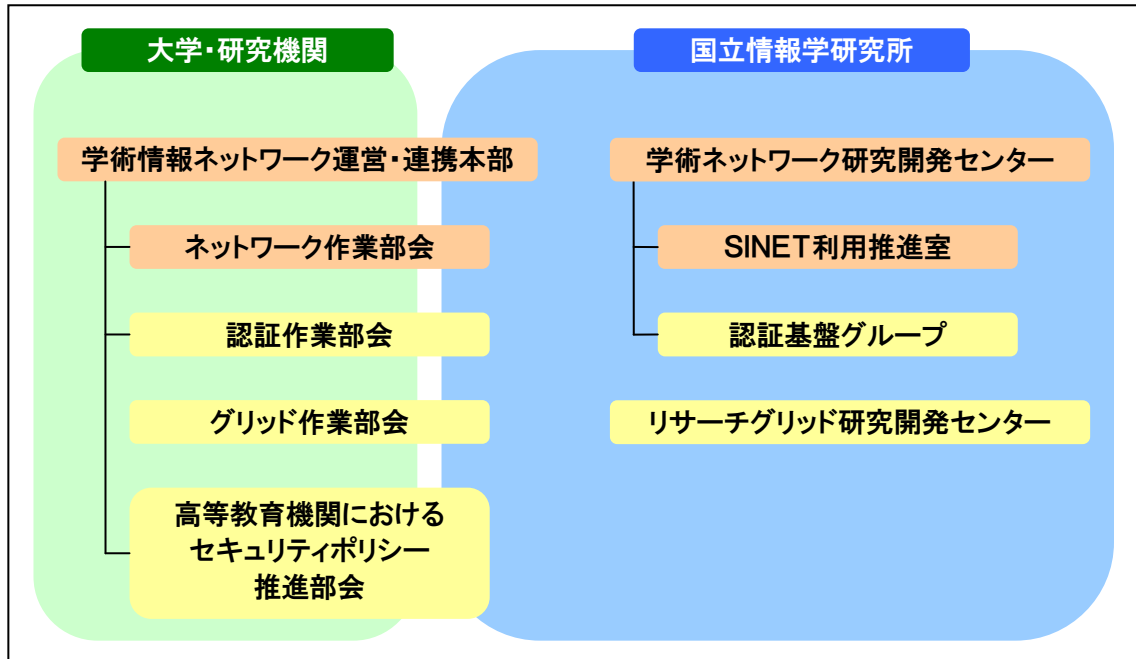 大学・研究機関
国立情報学研究所
学術情報ネットワーク運営・連携本部
ネットワーク作業部会
認証作業部会
グリッド作業部会
高等教育機関における
セキュリティポリシー
推進部会
学術ネットワーク研究開発センター
SINET利用推進室
認証基盤グループ
リサーチグリッド研究開発センター